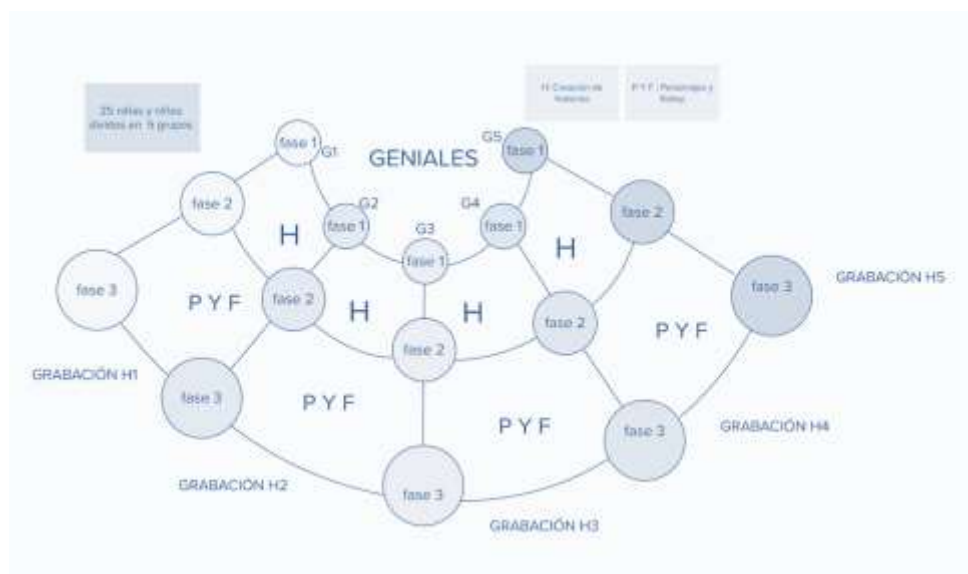 25 niñas y niños
divididos en 5 grupos
H Creación de
historias
P Y F : Personajes y
fondos
GENIALES
G1
fase 1
G5
fase 1
fase 2
G2
fase 1
G4
fase 1
fase 2
G3
fase 1
H
H
fase 3
fase 2
fase 3
GRABACIÓN H5
P Y F
H
H
fase 2
P Y F
fase 2
GRABACIÓN H1
fase 3
P Y F
P Y F
fase 3
GRABACIÓN H4
GRABACIÓN H2
fase 3
GRABACIÓN H3